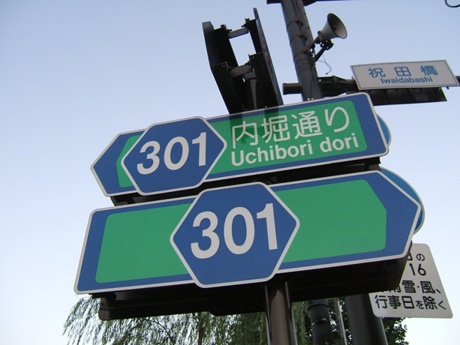 祝田橋
Iwaidabashi
301
内堀通り
Uchibori dori
301
の
16
雪・風、
行事日を除く